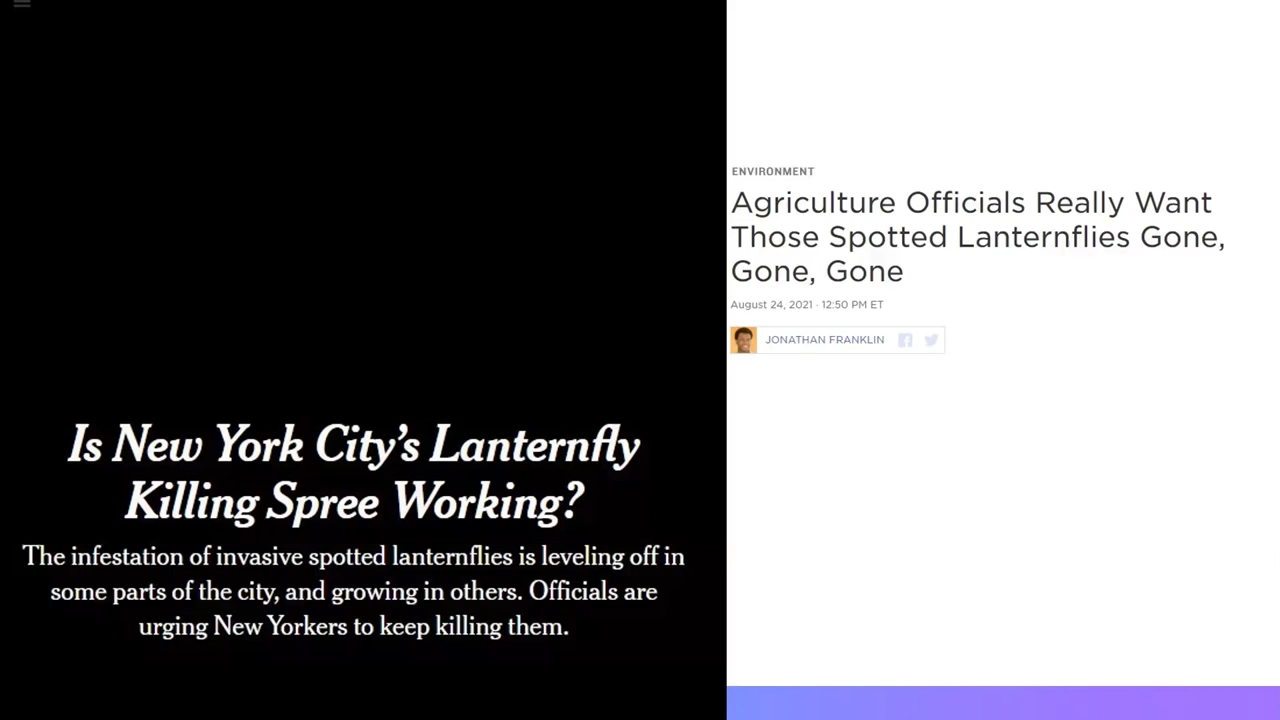 Is New York City’s Lanternfly
Killing Spree Working?
The infestation of invasive spotted lanternflies is leveling off in
some parts of the city, and growing in others. Officials are
urging New Yorkers to keep killing them.
ENVIRONMENT
Agriculture Officials Really Want
Those Spotted Lanternflies Gone,
Gone, Gone
August 24, 2021 · 12:50 PM ET
JONATHAN FRANKLIN